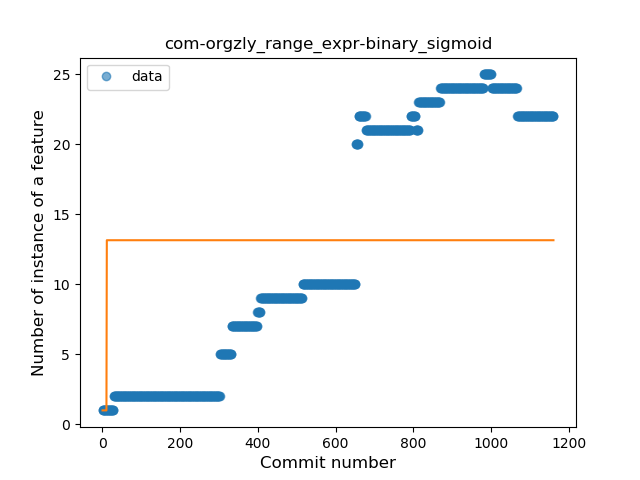 com-orgzly_range_expr-binary_sigmoid
data
Number of instance of a feature
25
20
15
10
5
0
0 200 400 600 800 1000 1200
Commit number